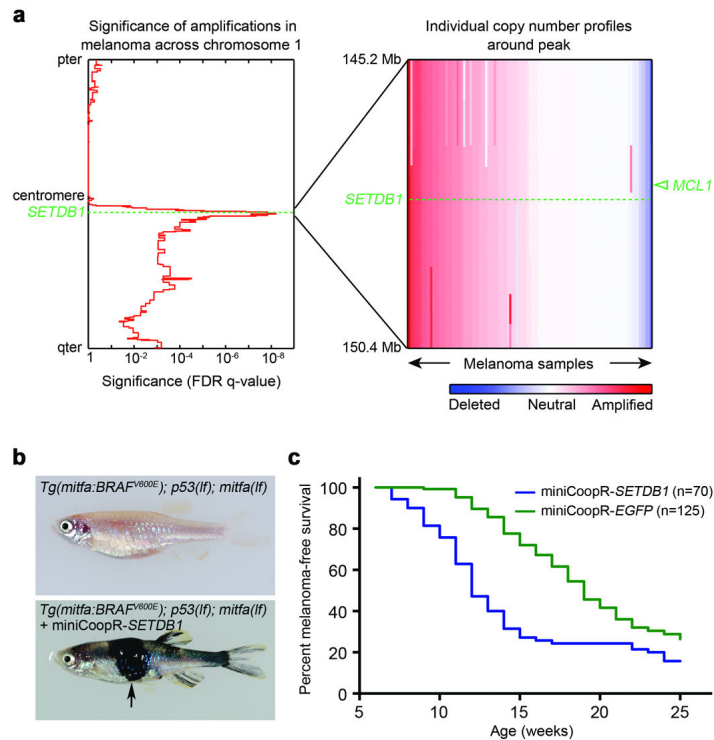 a
Significance of amplifications in
melanoma across chromosome 1
pter
centromere
SETDB1
qter
1 10-2 10-4 10-6 10-8
Significance (FDR q-value)
Individual copy number profiles
around peak
145.2 Mb
SETDB1
MCL1
150.4 Mb
Melanoma samples
Deleted Neutral Amplified
b
Tg(mitfa:BRAFV600E); p53(lf); mitfa(lf)
Tg(mitfa:BRAFV600E); p53(lf); mitfa(lf)
+ miniCoopR-SETDB1
c
Percent melanoma-free survival
100
80
60
40
20
0
miniCoopR-SETDB1 (n=70)
miniCoopR-EGFP (n=125)
5 10 15 20 25
Age (weeks)